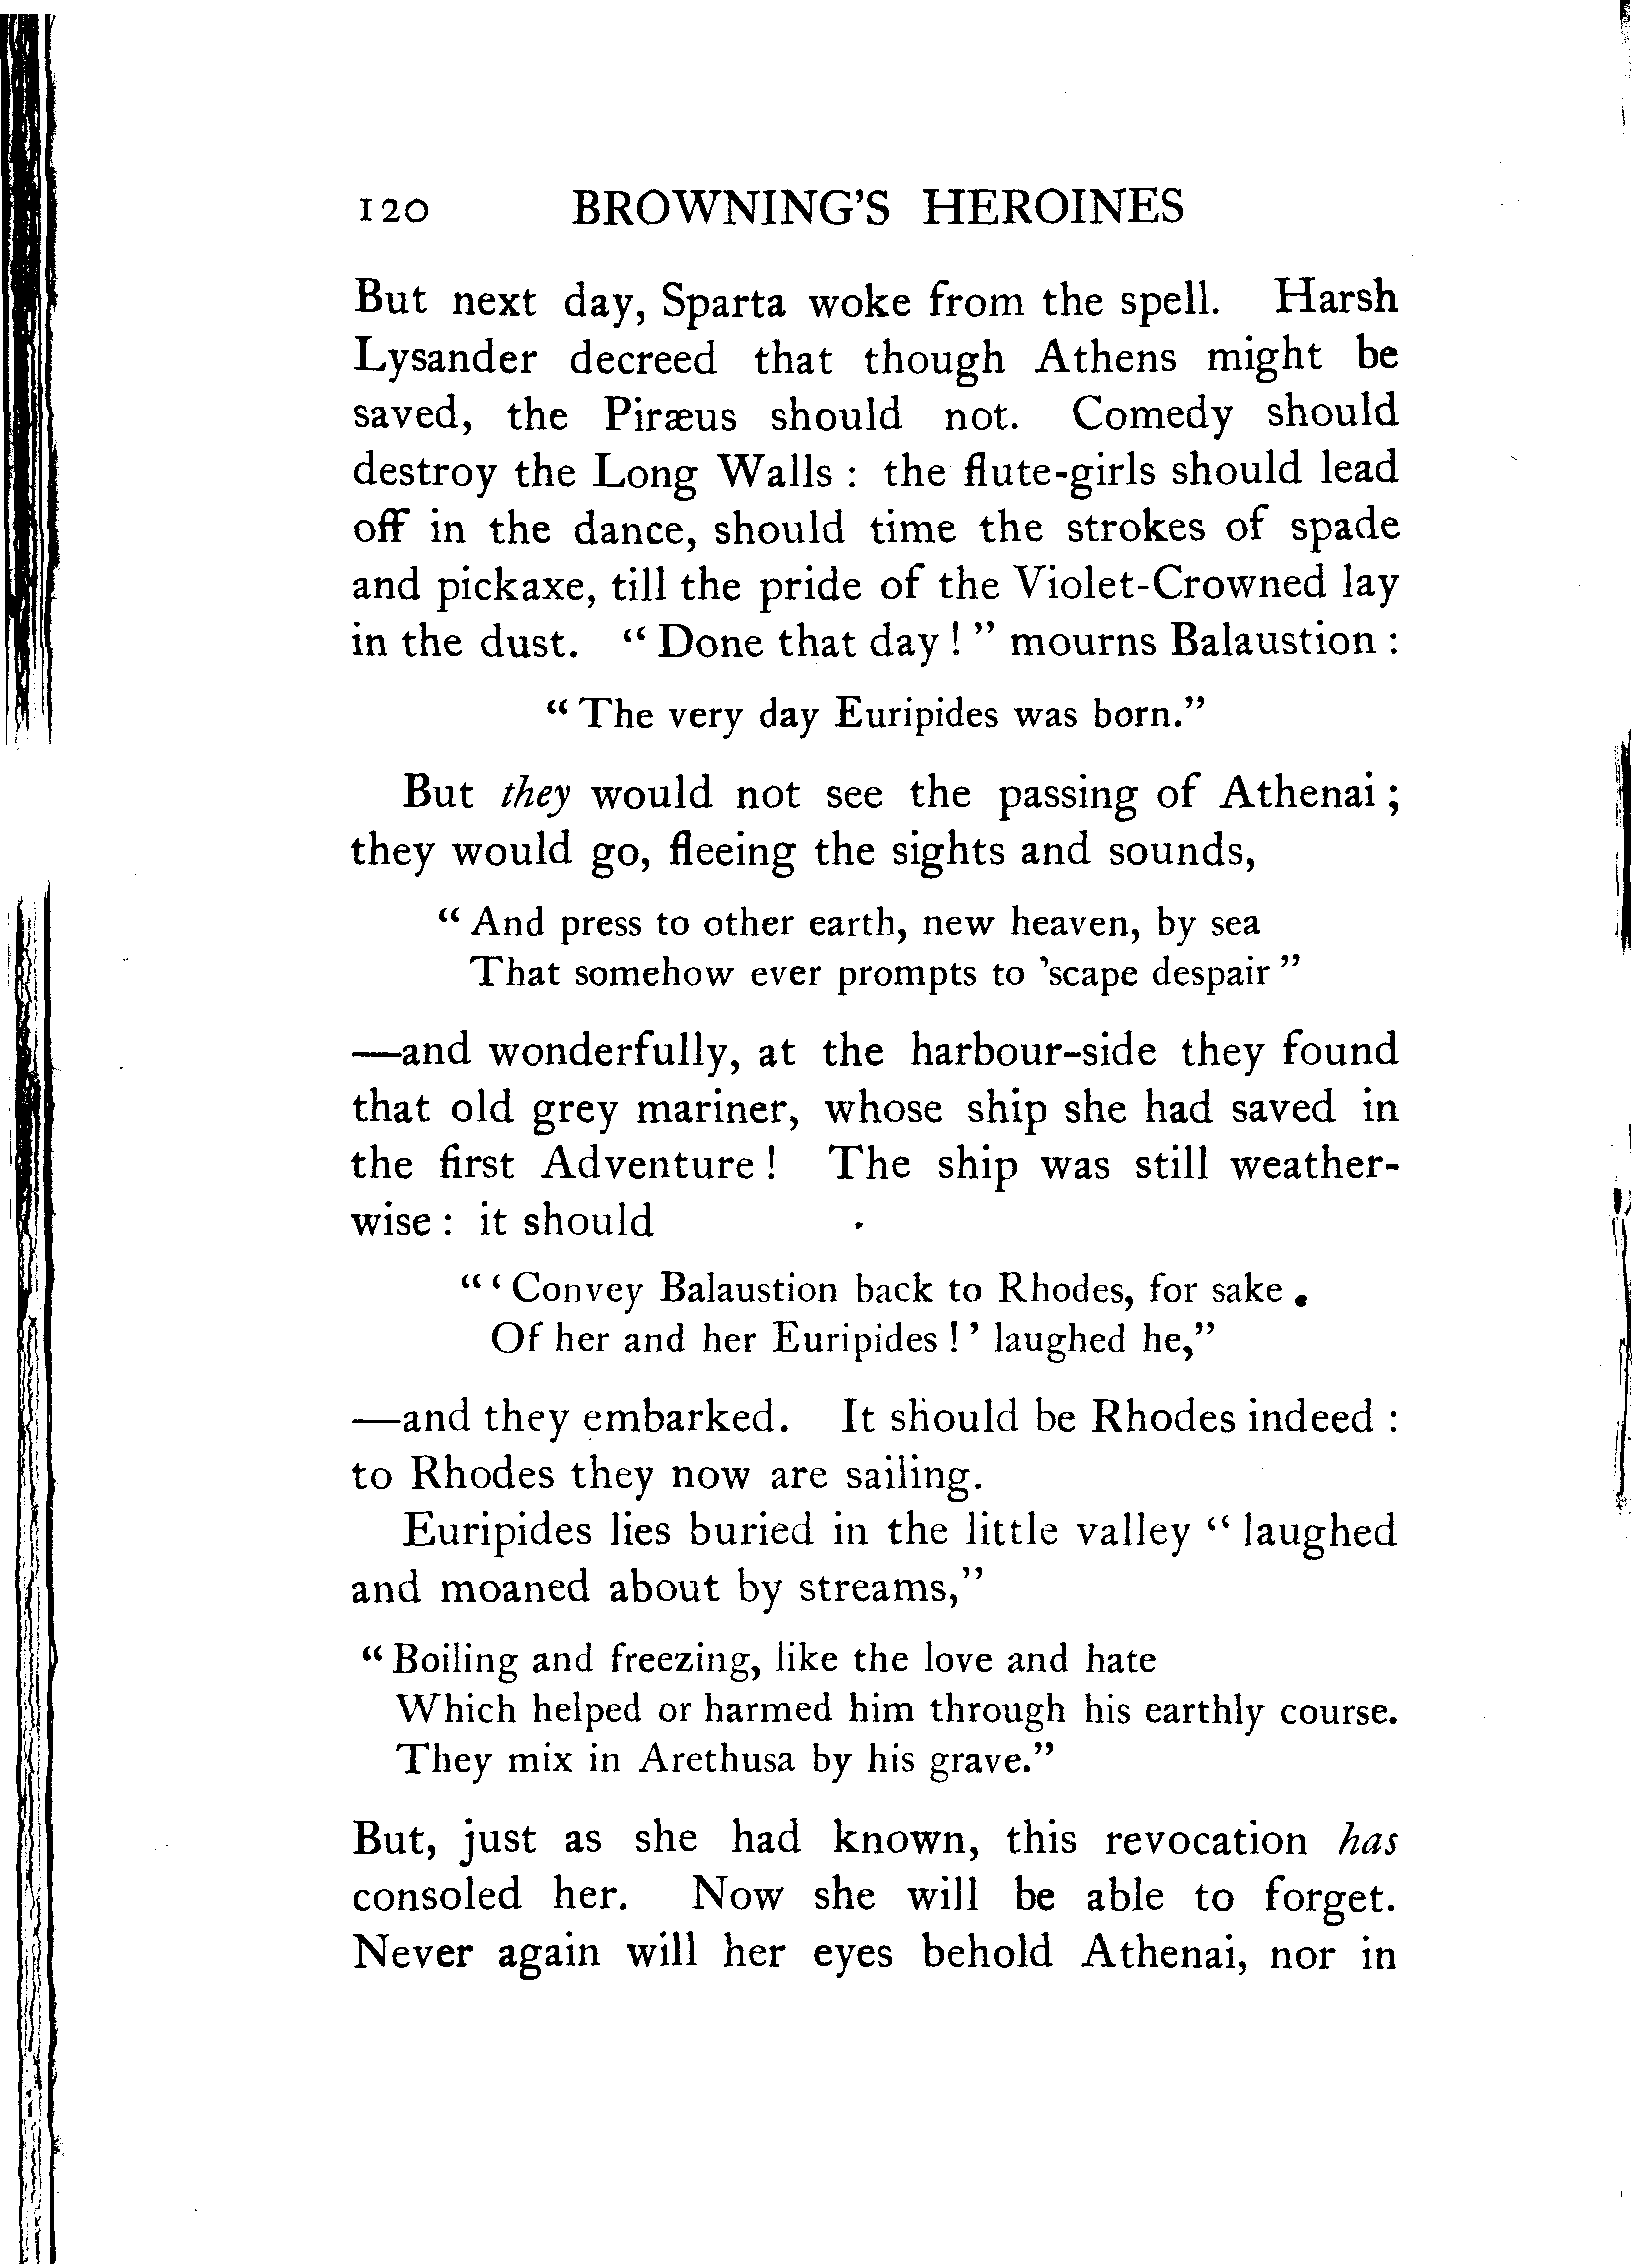 120 BROWNING'S HEROINES
But next day, Sparta woke from the spell. Harsh
Lysander decreed that though Athens might be
saved, the Piræus should not. Comedy should
destroy the Long Walls : the flute-girls should lead
off in the dance, should time the strokes of spade
and pickaxe, till the pride of the Violet-Crowned lay
in the dust. “ Done that day ! ” mourns Balaustion :
“ The very day Euripides was born.”
But they would not see the passing of Athenai ;
they would go, fleeing the sights and sounds,
“ And press to other earth, new heaven, by sea
That somehow ever prompts to ’scape despair ”
—and wonderfully, at the harbour-side they found
that old grey mariner, whose ship she had saved in
the first Adventure ! The ship was still weather-
wise : it should
“ ‘ Convey Balaustion back to Rhodes, for sake
Of her and her Euripides ! ’ laughed he,”
—and they embarked. It should be Rhodes indeed :
to Rhodes they now are sailing.
Euripides lies buried in the little valley “ laughed
and moaned about by streams,”
“ Boiling and freezing, like the love and hate
Which helped or harmed him through his earthly course.
They mix in Arethusa by his grave.”
But, just as she had known, this revocation has
consoled her. Now she will be able to forget.
Never again will her eyes behold Athenai, nor in